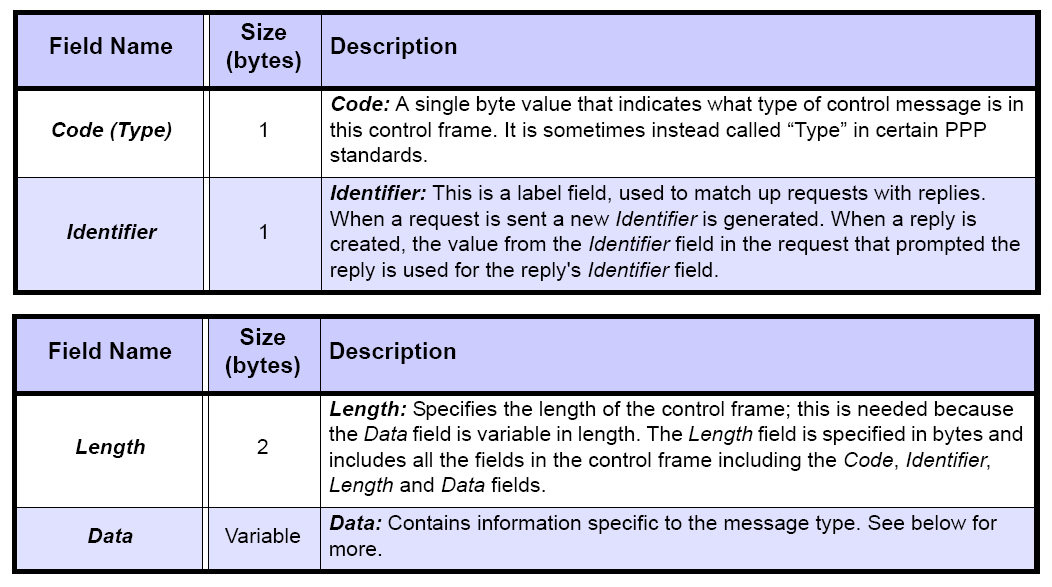 Field Name
Size
(bytes)
Description
Code (Type)
1
Code: A single byte value that indicates what type of control message is in
this control frame. It is sometimes instead called “Type” in certain PPP
standards.
Identifier
1
Identifier: This is a label field, used to match up requests with replies.
When a request is sent a new Identifier is generated. When a reply is
created, the value from the Identifier field in the request that prompted the
reply is used for the reply's Identifier field.
Field Name
Size
(bytes)
Description
Length
2
Length: Specifies the length of the control frame; this is needed because
the Data field is variable in length. The Length field is specified in bytes and
includes all the fields in the control frame including the Code, Identifier,
Length and Data fields.
Data
Variable
Data: Contains information specific to the message type. See below for
more.